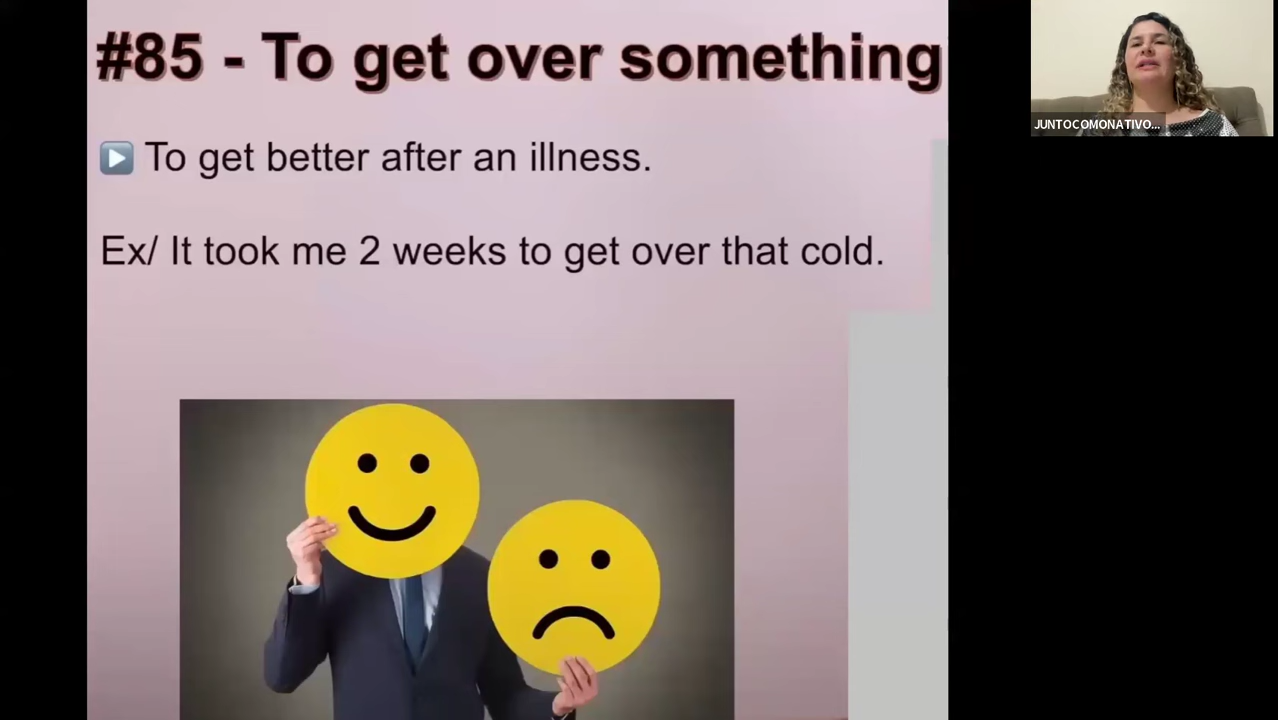 #85 - To get over something
To get better after an illness.
Ex/ It took me 2 weeks to get over that cold.
JUNTOCOMONATIVO...